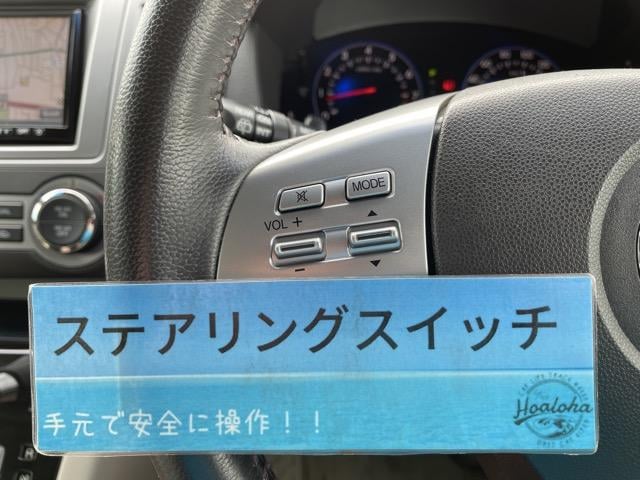 MODE
VOL +
−
ステアリングスイッチ
手元で安全に操作！！
Hoaloha